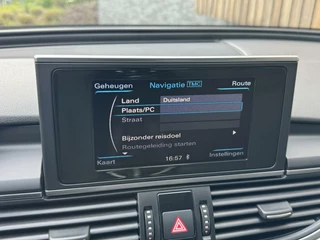 Geheugen Navigatie TMC Route
Land Duitsland
Plaats/PC
Straat
Bijzonder reisdoel
Routegeleiding starten
Kaart 16:57 Instellingen